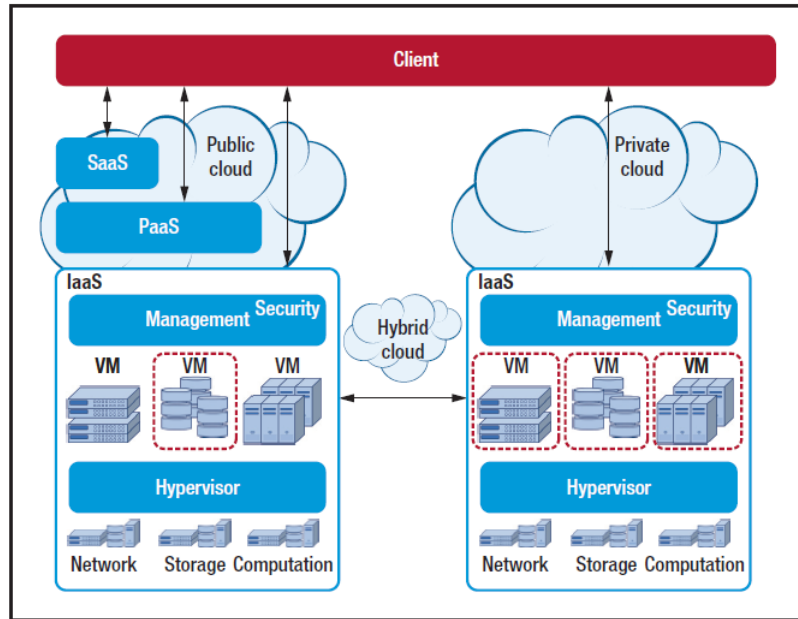 Client
SaaS
Public
cloud
PaaS
Private
cloud
IaaS
Management Security
VM VM VM
Hypervisor
Network Storage Computation
Hybrid
cloud
IaaS
Management Security
VM VM VM
Hypervisor
Network Storage Computation